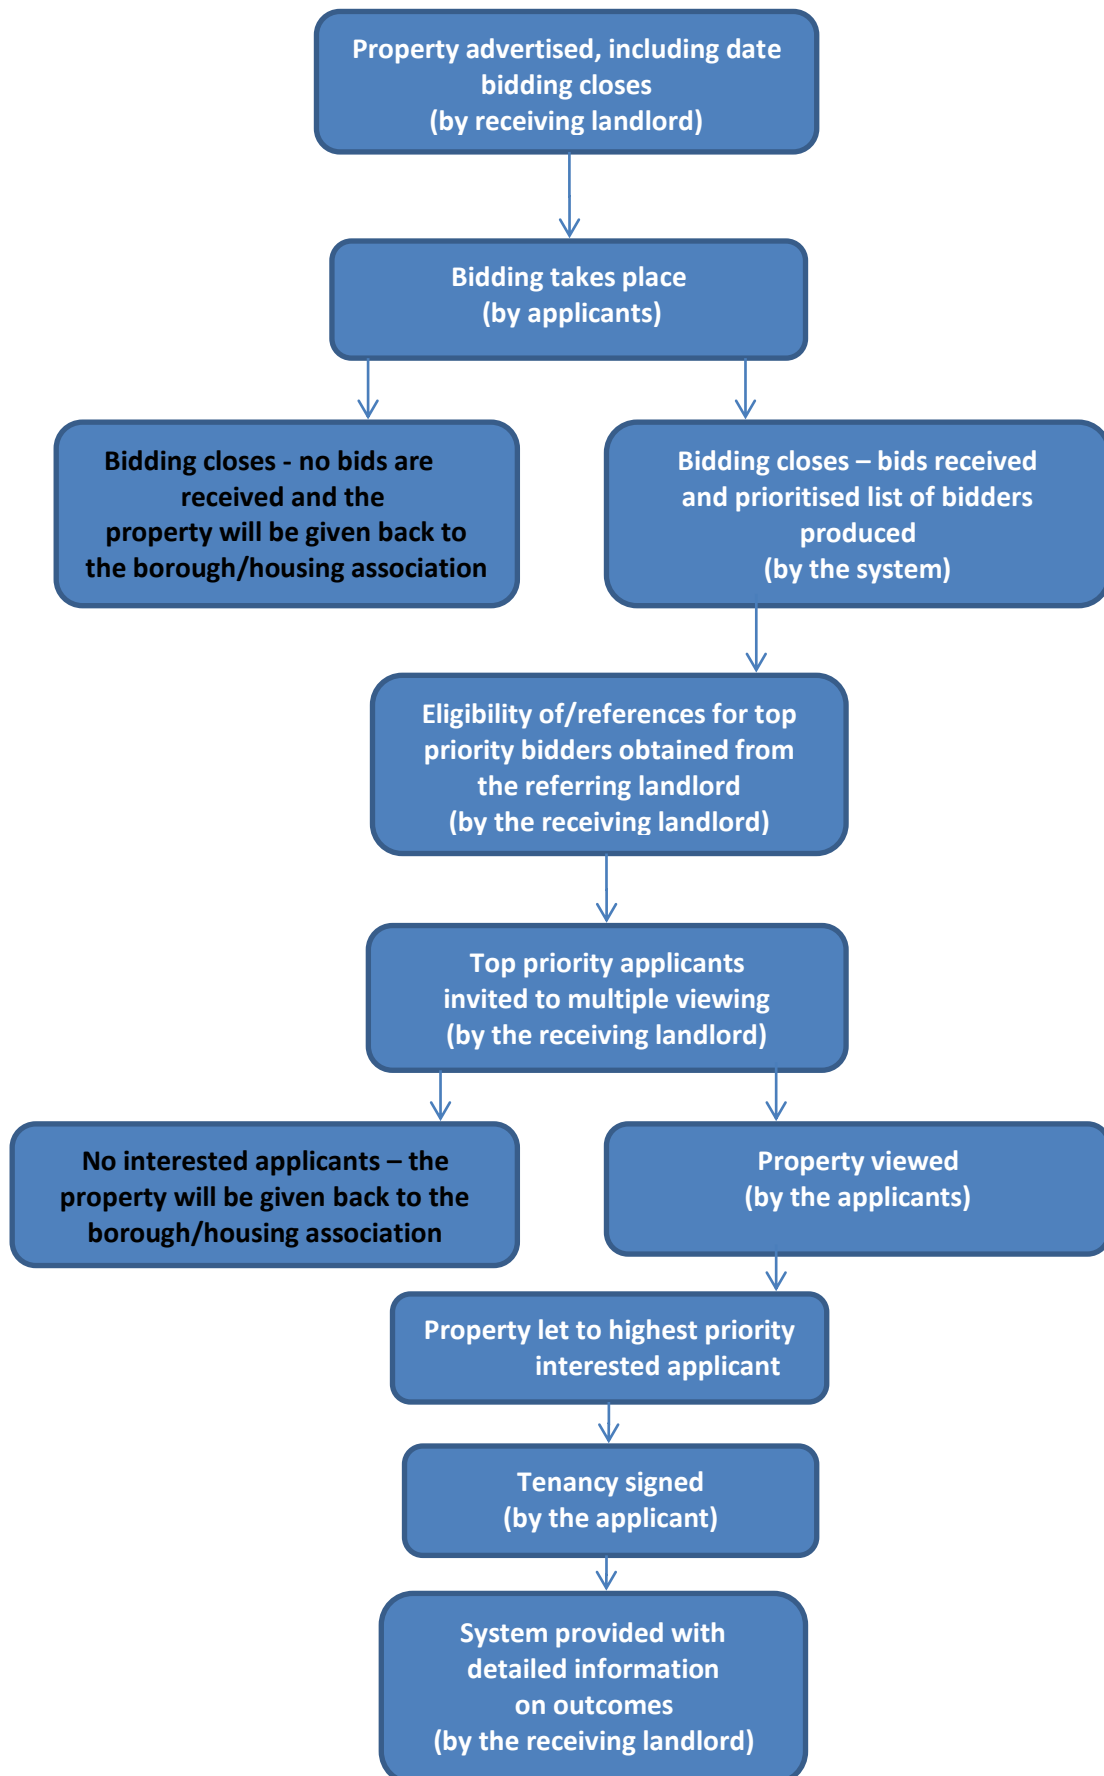 Property advertised, including date
bidding closes
(by receiving landlord)
Bidding takes place
(by applicants)
Bidding closes - no bids are
received and the
property will be given back to
the borough/housing association
Bidding closes – bids received
and prioritised list of bidders
produced
(by the system)
Eligibility of/references for top
priority bidders obtained from
the referring landlord
(by the receiving landlord)
Top priority applicants
invited to multiple viewing
(by the receiving landlord)
No interested applicants – the
property will be given back to the
borough/housing association
Property viewed
(by the applicants)
Property let to highest priority
interested applicant
Tenancy signed
(by the applicant)
System provided with
detailed information
on outcomes
(by the receiving landlord)